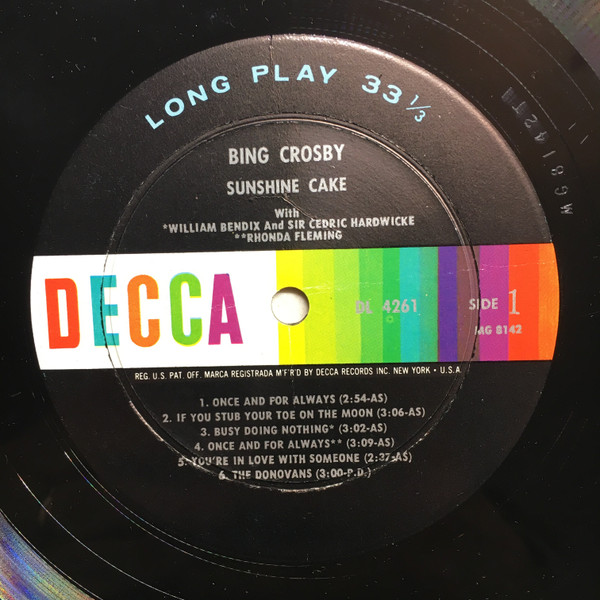 LONG PLAY 33 1/3
BING CROSBY
SUNSHINE CAKE
With
*WILLIAM BENDIX And SIR CEDRIC HARDWICKE
**RHONDA FLEMING
DECCA
DL 4261
SIDE 1
MG 8142
REG. U.S. PAT. OFF. MARCA REGISTRADA M'F'R'D BY DECCA RECORDS INC. NEW YORK • U.S.A.
1. ONCE AND FOR ALWAYS (2:54-AS)
2. IF YOU STUB YOUR TOE ON THE MOON (3:06-AS)
3. BUSY DOING NOTHING* (3:02-AS)
4. ONCE AND FOR ALWAYS** (3:09-AS)
5. YOU'RE IN LOVE WITH SOMEONE (2:37-AS)
6. THE DONOVANS (3:00-P.D.)